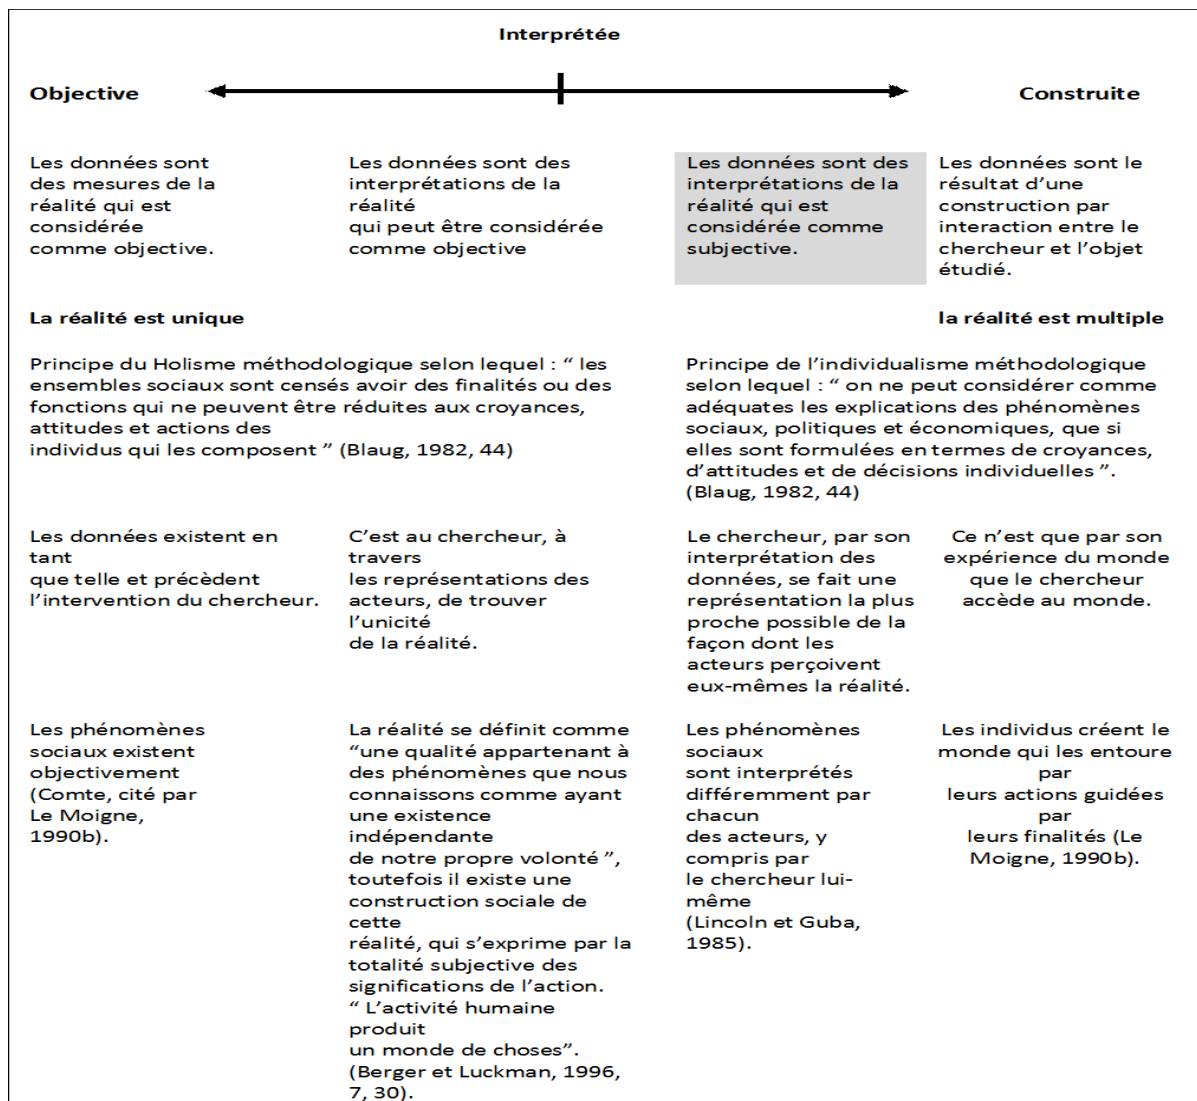 Interprétée
Objective
Construite
Les données sont
des mesures de la
réalité qui est
considérée
comme objective.
Les données sont des
interprétations de la
réalité
qui peut être considérée
comme objective
Les données sont des
interprétations de la
réalité qui est
considérée comme
subjective.
Les données sont le
résultat d’une
construction par
interaction entre le
chercheur et l’objet
étudié.
La réalité est unique
la réalité est multiple
Principe du Holisme méthodologique selon lequel : “ les
ensembles sociaux sont censés avoir des finalités ou des
fonctions qui ne peuvent être réduites aux croyances,
attitudes et actions des
individus qui les composent ” (Blaug, 1982, 44)
Principe de l’individualisme méthodologique
selon lequel : “ on ne peut considérer comme
adéquates les explications des phénomènes
sociaux, politiques et économiques, que si
elles sont formulées en termes de croyances,
d’attitudes et de décisions individuelles ”.
(Blaug, 1982, 44)
Les données existent en
tant
que telle et précèdent
l’intervention du chercheur.
C’est au chercheur, à
travers
les représentations des
acteurs, de trouver
l’unicité
de la réalité.
Le chercheur, par son
interprétation des
données, se fait une
représentation la plus
proche possible de la
façon dont les
acteurs perçoivent
eux-mêmes la réalité.
Ce n’est que par son
expérience du monde
que le chercheur
accède au monde.
Les phénomènes
sociaux existent
objectivement
(Comte, cité par
Le Moigne,
1990b).
La réalité se définit comme
“une qualité appartenant à
des phénomènes que nous
connaissons comme ayant
une existence
indépendante
de notre propre volonté ”,
toutefois il existe une
construction sociale de
cette
réalité, qui s’exprime par la
totalité subjective des
significations de l’action.
“ L’activité humaine
produit
un monde de choses”.
(Berger et Luckman, 1996,
7, 30).
Les phénomènes
sociaux
sont interprétés
différemment par
chacun
des acteurs, y
compris par
le chercheur lui-
même
(Lincoln et Guba,
1985).
Les individus créent le
monde qui les entoure
par
leurs actions guidées
par
leurs finalités (Le
Moigne, 1990b).